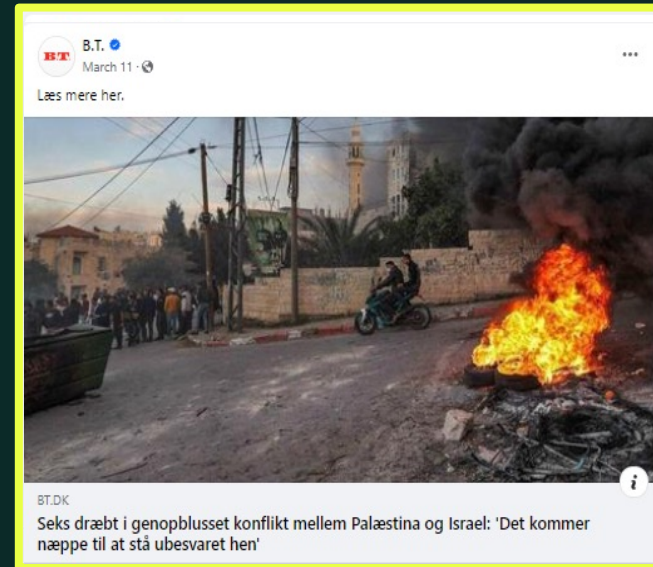 B.T.
B.T.
March 11 ·
Læs mere her.
BT.DK
Seks dræbt i genopblusset konflikt mellem Palæstina og Israel: 'Det kommer
næppe til at stå ubesvaret hen'